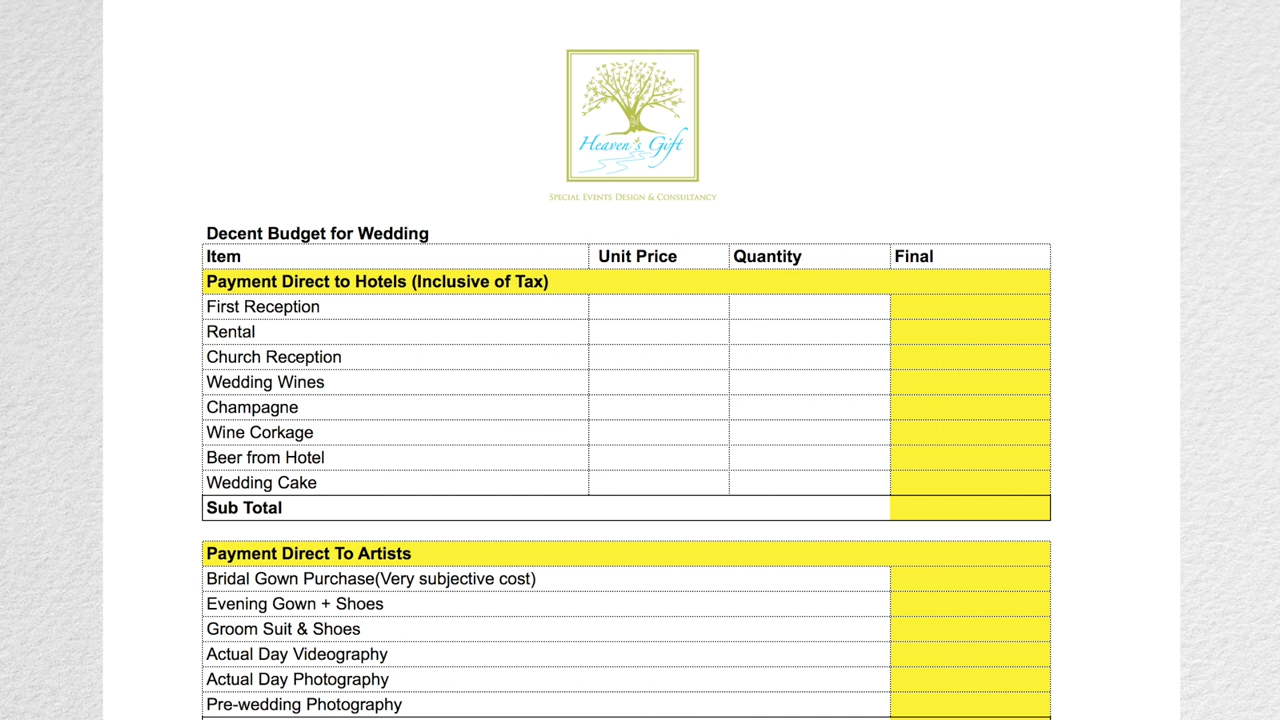 Heaven's Gift
SPECIAL EVENTS DESIGN & CONSULTANCY
Decent Budget for Wedding
Item Unit Price Quantity Final
Payment Direct to Hotels (Inclusive of Tax)
First Reception
Rental
Church Reception
Wedding Wines
Champagne
Wine Corkage
Beer from Hotel
Wedding Cake
Sub Total
Payment Direct To Artists
Bridal Gown Purchase(Very subjective cost)
Evening Gown + Shoes
Groom Suit & Shoes
Actual Day Videography
Actual Day Photography
Pre-wedding Photography